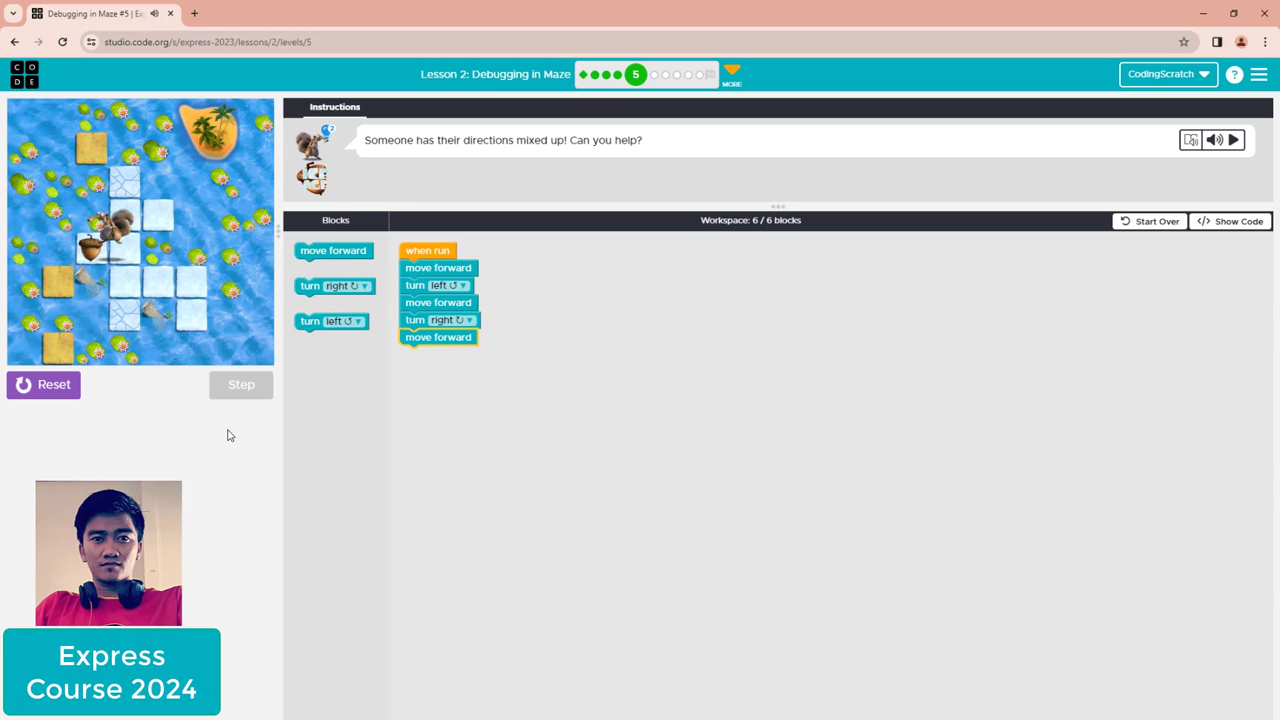 Debugging in Maze #5 | Ex
studio.code.org/s/express-2023/lessons/2/levels/5
C O
D E
Lesson 2: Debugging in Maze
5
MORE
CodingScratch
?
Instructions
2
Someone has their directions mixed up! Can you help?
Blocks
Workspace: 6 / 6 blocks
Start Over
</> Show Code
move forward
turn right
turn left
when run
move forward
turn left
move forward
turn right
move forward
Reset
Step
Express
Course 2024